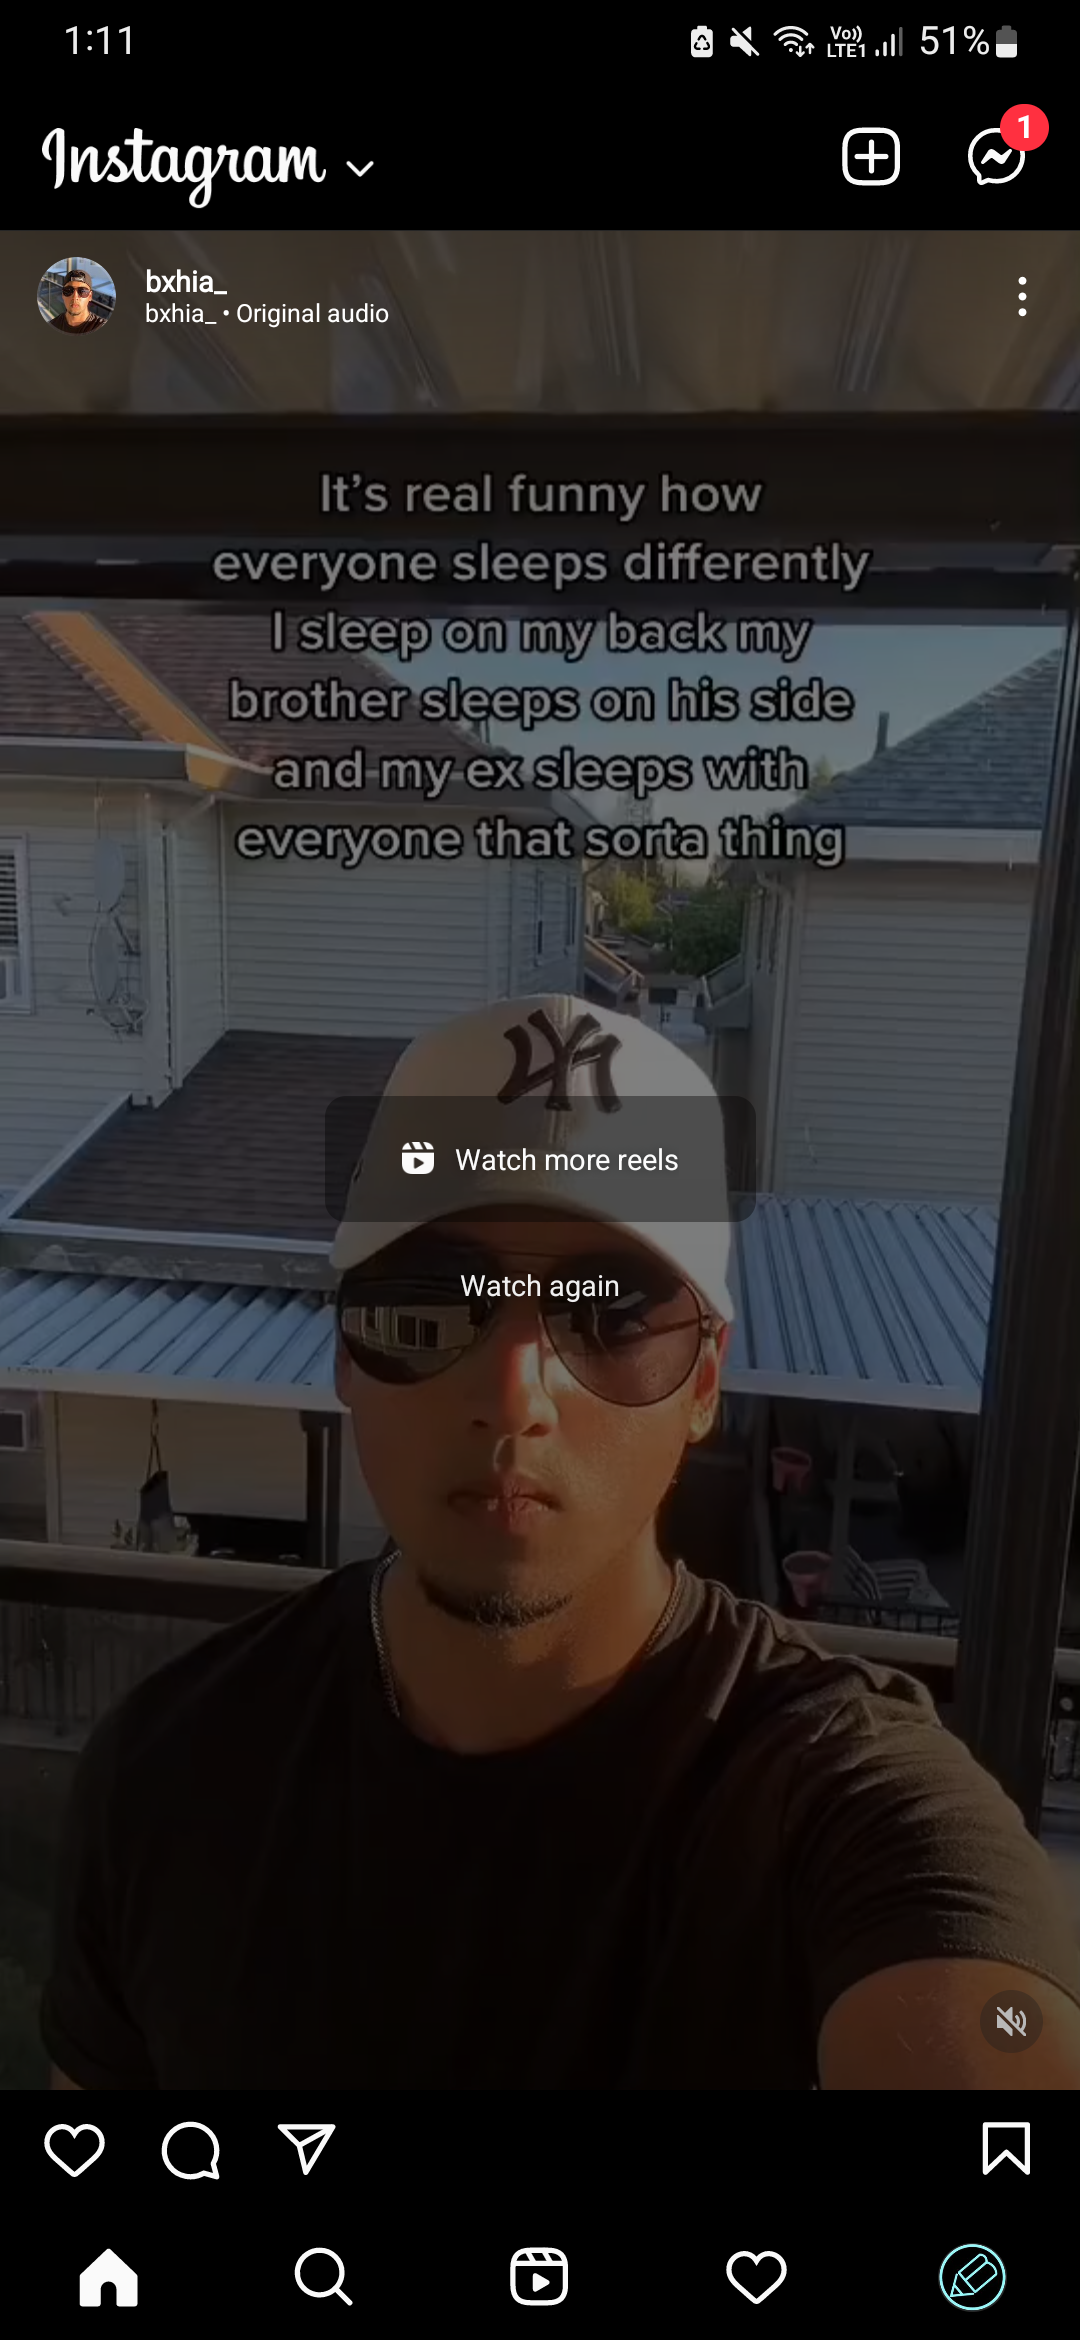 1:11
Vo))
LTE1
51%
Instagram
1
bxhia_
bxhia_ • Original audio
It's real funny how
everyone sleeps differently
I sleep on my back my
brother sleeps on his side
and my ex sleeps with
everyone that sorta thing
NY
Watch more reels
Watch again